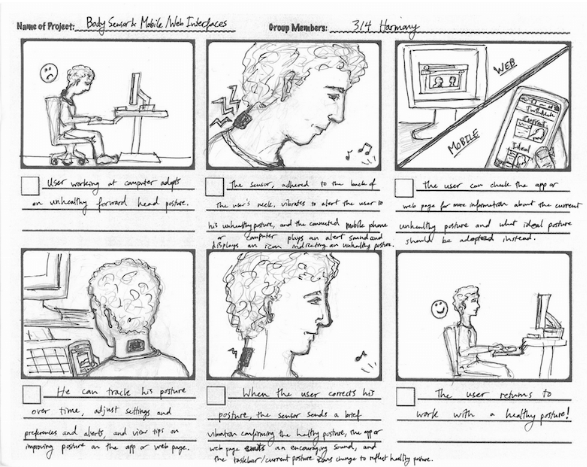 Name of Project: Body Sensor & Mobile/Web Interfaces
Group Members: 3/4 Harmony
WEB
MOBILE
Current
Ideal
User working at computer adopts
an unhealthy forward head posture.
The sensor, adhered to the back of
the user's neck, vibrates to alert the user to
his unhealthy posture, and the connected mobile phone
or computer plays an alert sound and
displays an icon indicating an unhealthy posture.
The user can check the app or
web page for more information about the current
unhealthy posture and what ideal posture
should be adopted instead.
He can track his posture
over time, adjust settings and
preferences and alerts, and view tips on
improving posture on the app or web page.
When the user corrects his
posture, the sensor sends a brief
vibration confirming the healthy posture, the app or
web page sends an encouraging sound, and
the taskbar/current posture icons change to reflect healthy posture.
The user returns to
work with a healthy posture!